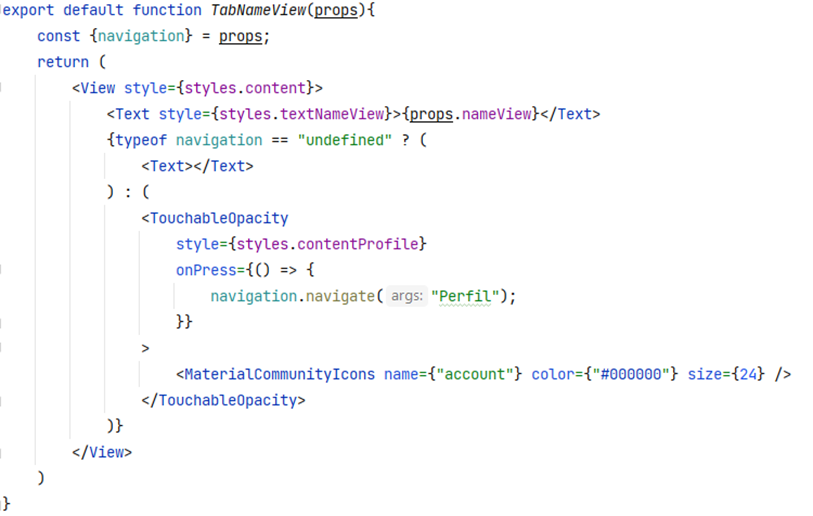 export default function TabNameView(props){
const {navigation} = props;
return (
<View style={styles.content}>
<Text style={styles.textNameView}>{props.nameView}</Text>
{typeof navigation == "undefined" ? (
<Text></Text>
) : (
<TouchableOpacity
style={styles.contentProfile}
onPress={() => {
navigation.navigate( args: "Perfil");
}}
>
<MaterialCommunityIcons name={"account"} color={"#000000"} size={24} />
</TouchableOpacity>
)}
</View>
)
}